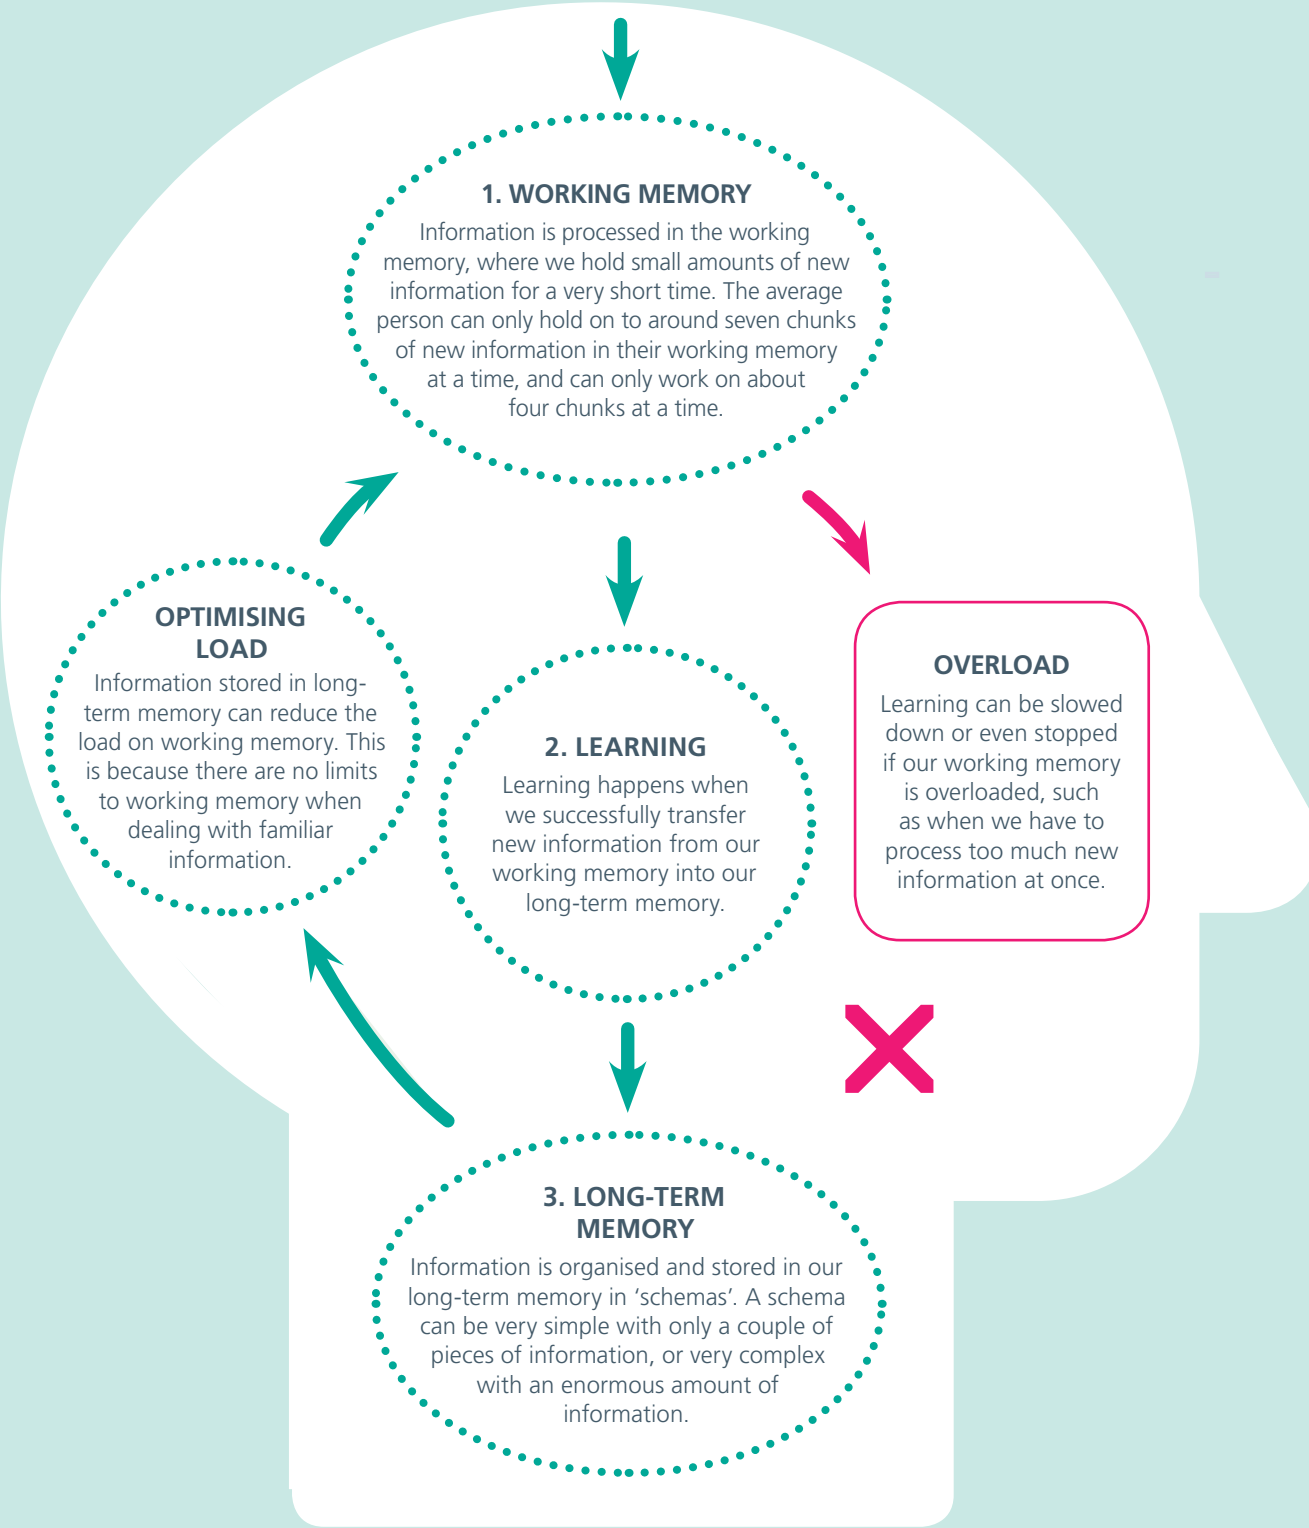 1. WORKING MEMORY
Information is processed in the working
memory, where we hold small amounts of new
information for a very short time. The average
person can only hold on to around seven chunks
of new information in their working memory
at a time, and can only work on about
four chunks at a time.
OPTIMISING
LOAD
Information stored in long-
term memory can reduce the
load on working memory. This
is because there are no limits
to working memory when
dealing with familiar
information.
2. LEARNING
Learning happens when
we successfully transfer
new information from our
working memory into our
long-term memory.
OVERLOAD
Learning can be slowed
down or even stopped
if our working memory
is overloaded, such
as when we have to
process too much new
information at once.
3. LONG-TERM
MEMORY
Information is organised and stored in our
long-term memory in ‘schemas’. A schema
can be very simple with only a couple of
pieces of information, or very complex
with an enormous amount of
information.